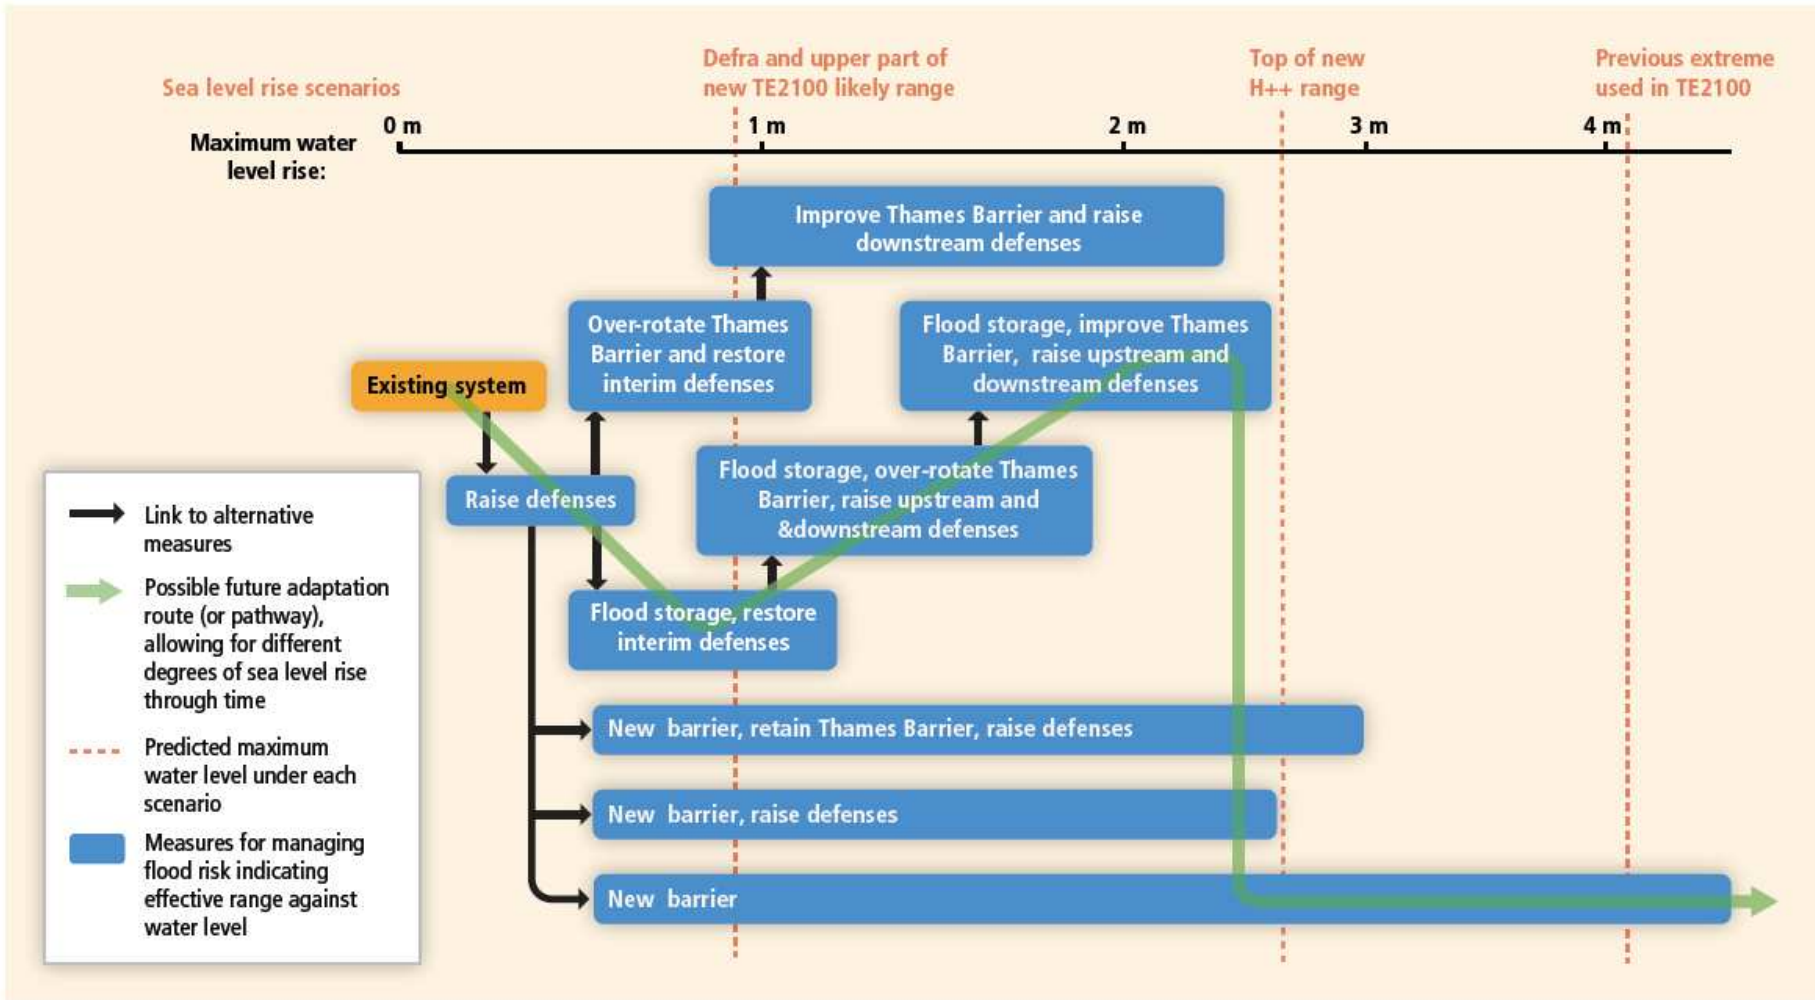 Sea level rise scenarios
Defra and upper part of
new TE2100 likely range
Top of new
H++ range
Previous extreme
used in TE2100
Maximum water
level rise:
0 m
1 m
2 m
3 m
4 m
Improve Thames Barrier and raise
downstream defenses
Over-rotate Thames
Barrier and restore
interim defenses
Flood storage, improve Thames
Barrier, raise upstream and
downstream defenses
Existing system
Raise defenses
Flood storage, over-rotate Thames
Barrier, raise upstream and
&downstream defenses
Flood storage, restore
interim defenses
New barrier, retain Thames Barrier, raise defenses
New barrier, raise defenses
New barrier
Link to alternative
measures
Possible future adaptation
route (or pathway),
allowing for different
degrees of sea level rise
through time
Predicted maximum
water level under each
scenario
Measures for managing
flood risk indicating
effective range against
water level